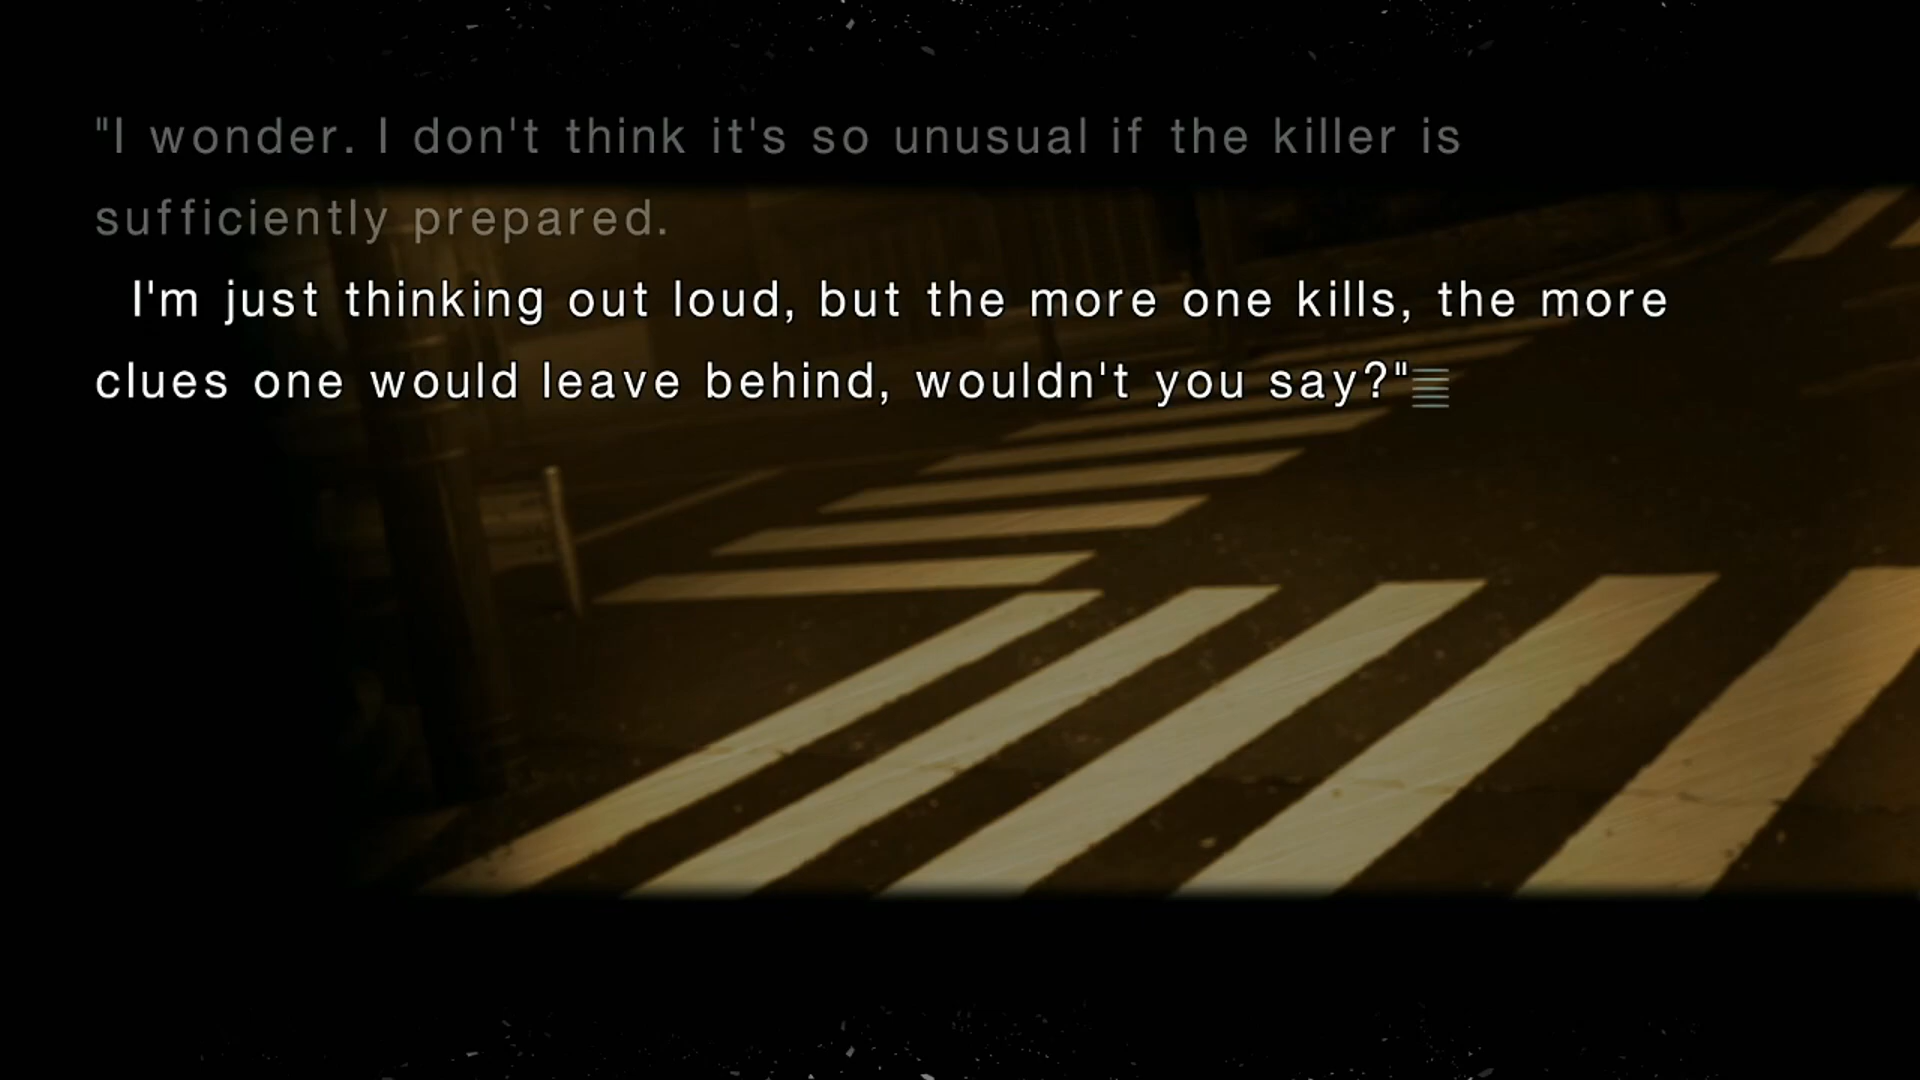 "I wonder. I don't think it's so unusual if the killer is
sufficiently prepared.
I'm just thinking out loud, but the more one kills, the more
clues one would leave behind, wouldn't you say?"